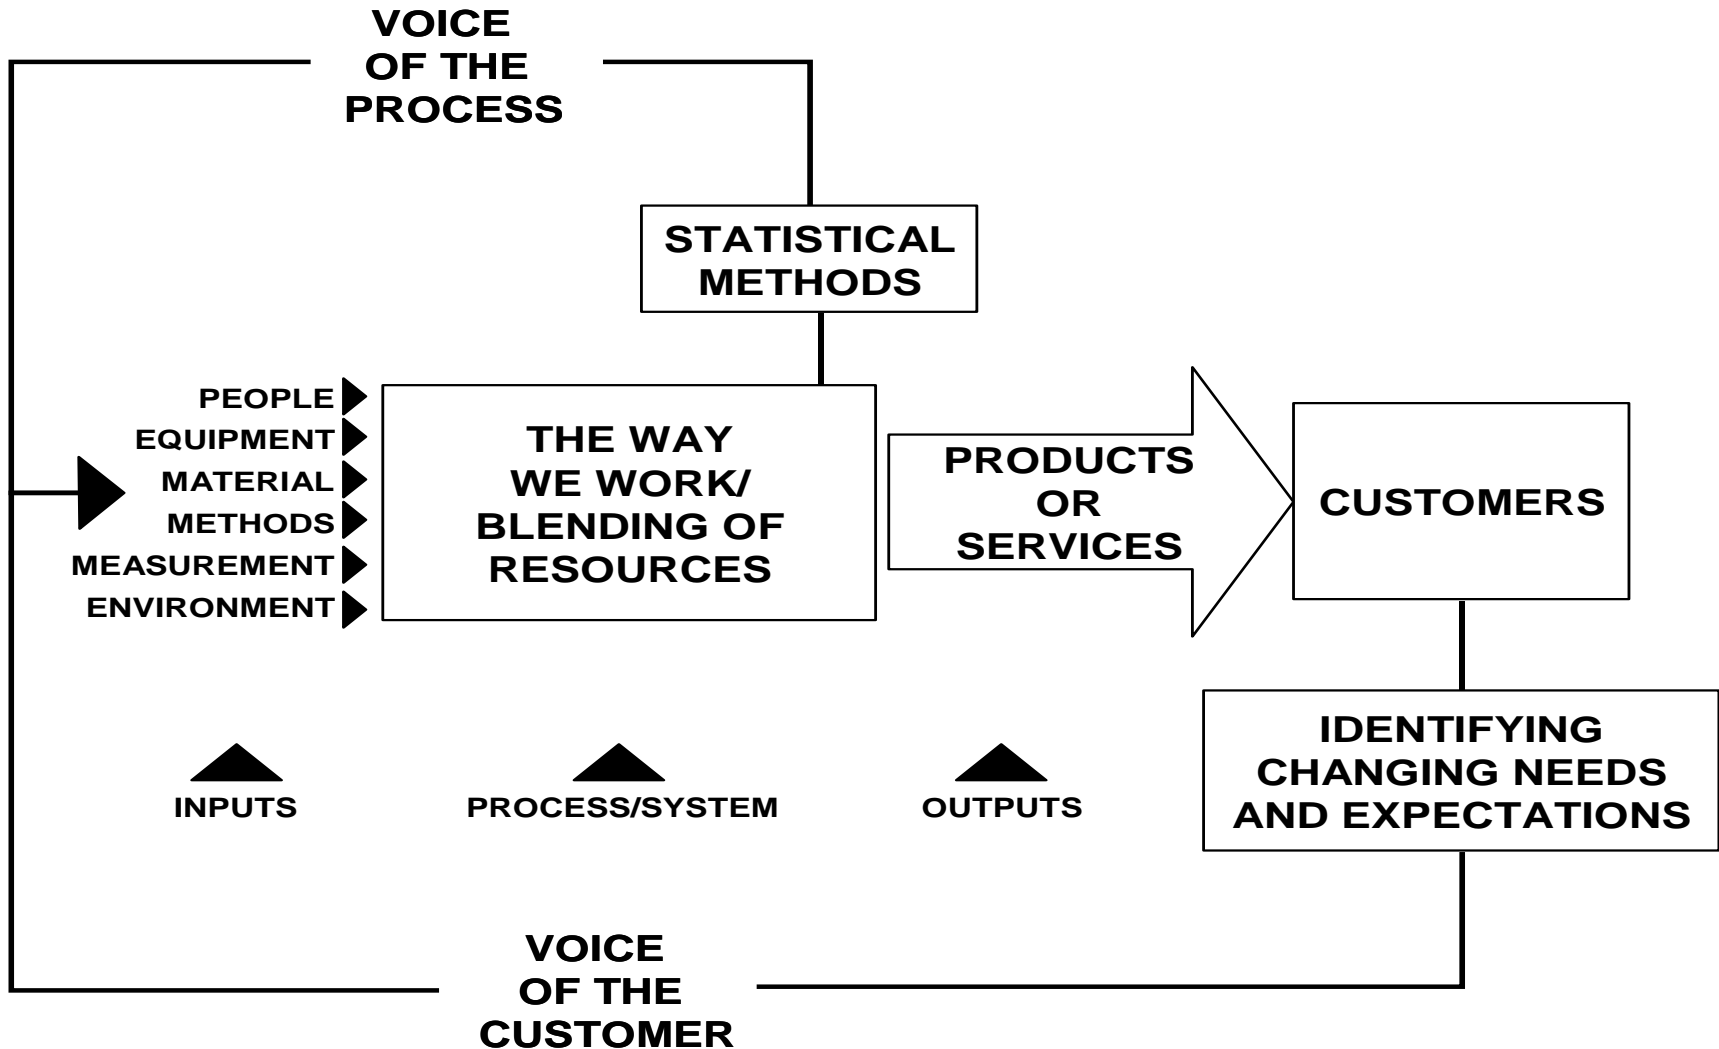 VOICE
OF THE
PROCESS
STATISTICAL
METHODS
PEOPLE
EQUIPMENT
MATERIAL
METHODS
MEASUREMENT
ENVIRONMENT
THE WAY
WE WORK/
BLENDING OF
RESOURCES
PRODUCTS
OR
SERVICES
CUSTOMERS
IDENTIFYING
CHANGING NEEDS
AND EXPECTATIONS
INPUTS
PROCESS/SYSTEM
OUTPUTS
VOICE
OF THE
CUSTOMER